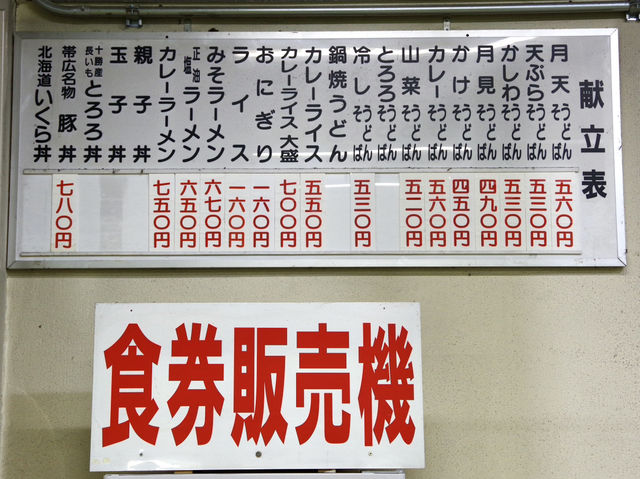 献立表
月天 うどん そば 五六〇円
天ぷら うどん そば 五三〇円
かしわ うどん そば 五三〇円
月見 うどん そば 四九〇円
かけ うどん そば 四五〇円
カレー うどん そば 五六〇円
山菜 うどん そば 五二〇円
とろろ うどん そば
冷し うどん そば 五三〇円
鍋焼うどん
カレーライス 五五〇円
カレーライス大盛 七〇〇円
おにぎり 一六〇円
ライス 一六〇円
みそラーメン 六七〇円
正油 塩 ラーメン 六五〇円
カレーラーメン 七五〇円
親子丼
玉子丼
十勝産 長いも とろろ丼
帯広名物 豚丼 七八〇円
北海道いくら丼
食券販売機